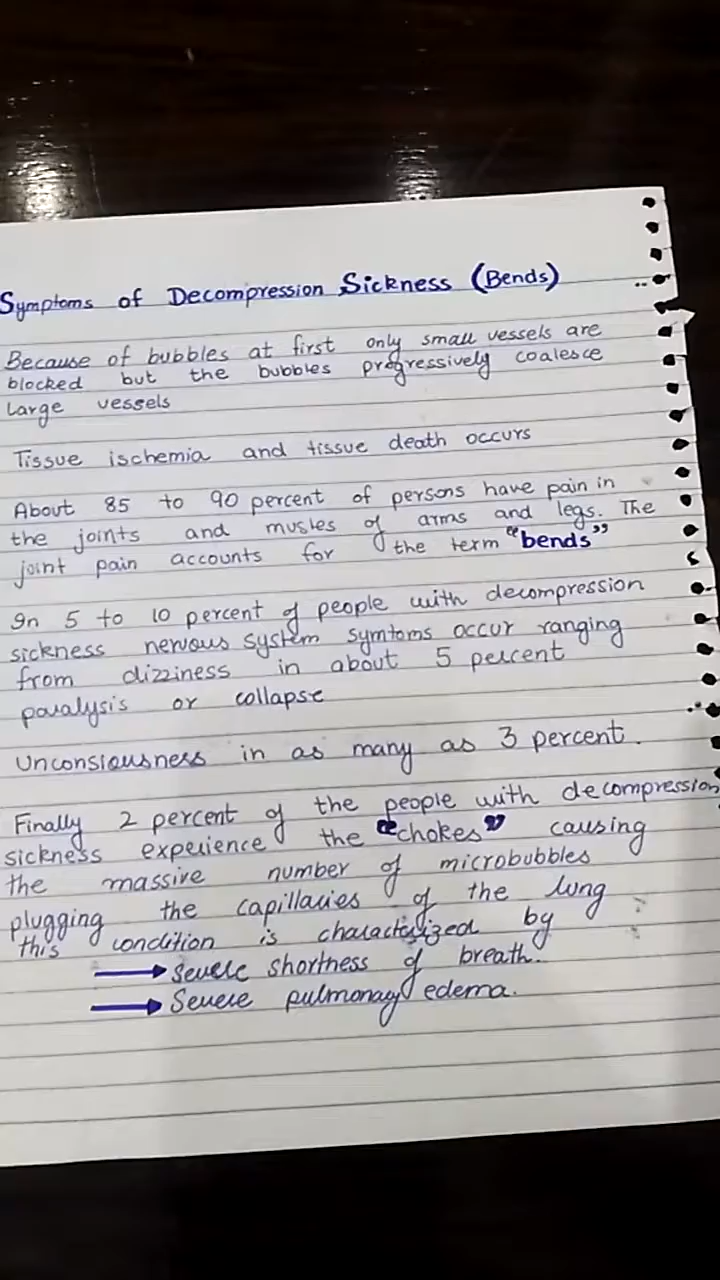 Symptoms of Decompression Sickness (Bends)
Because of bubbles at first only small vessels are
blocked but the bubbles progressively coalesce
large vessels
Tissue ischemia and tissue death occurs
About 85 to 90 percent of persons have pain in
the joints and musles of arms and legs. The
joint pain accounts for the term "bends"
In 5 to 10 percent of people with decompression
sickness nervous system symtoms occur ranging
from dizziness in about 5 percent
paralysis or collapse
Unconsiousness in as many as 3 percent.
Finally 2 percent of the people with decompression
sickness experience the "chokes" causing
the massive number of microbubbles
plugging the capillaries of the lung
this condition is characterized by
→ Severe shortness of breath.
→ Severe pulmonay edema.